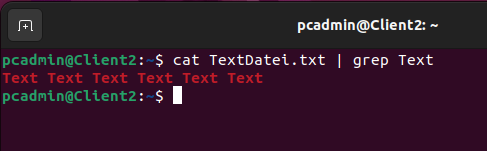 pcadmin@Client2: ~
pcadmin@Client2:~$ cat TextDatei.txt | grep Text
Text Text Text Text Text Text
pcadmin@Client2:~$